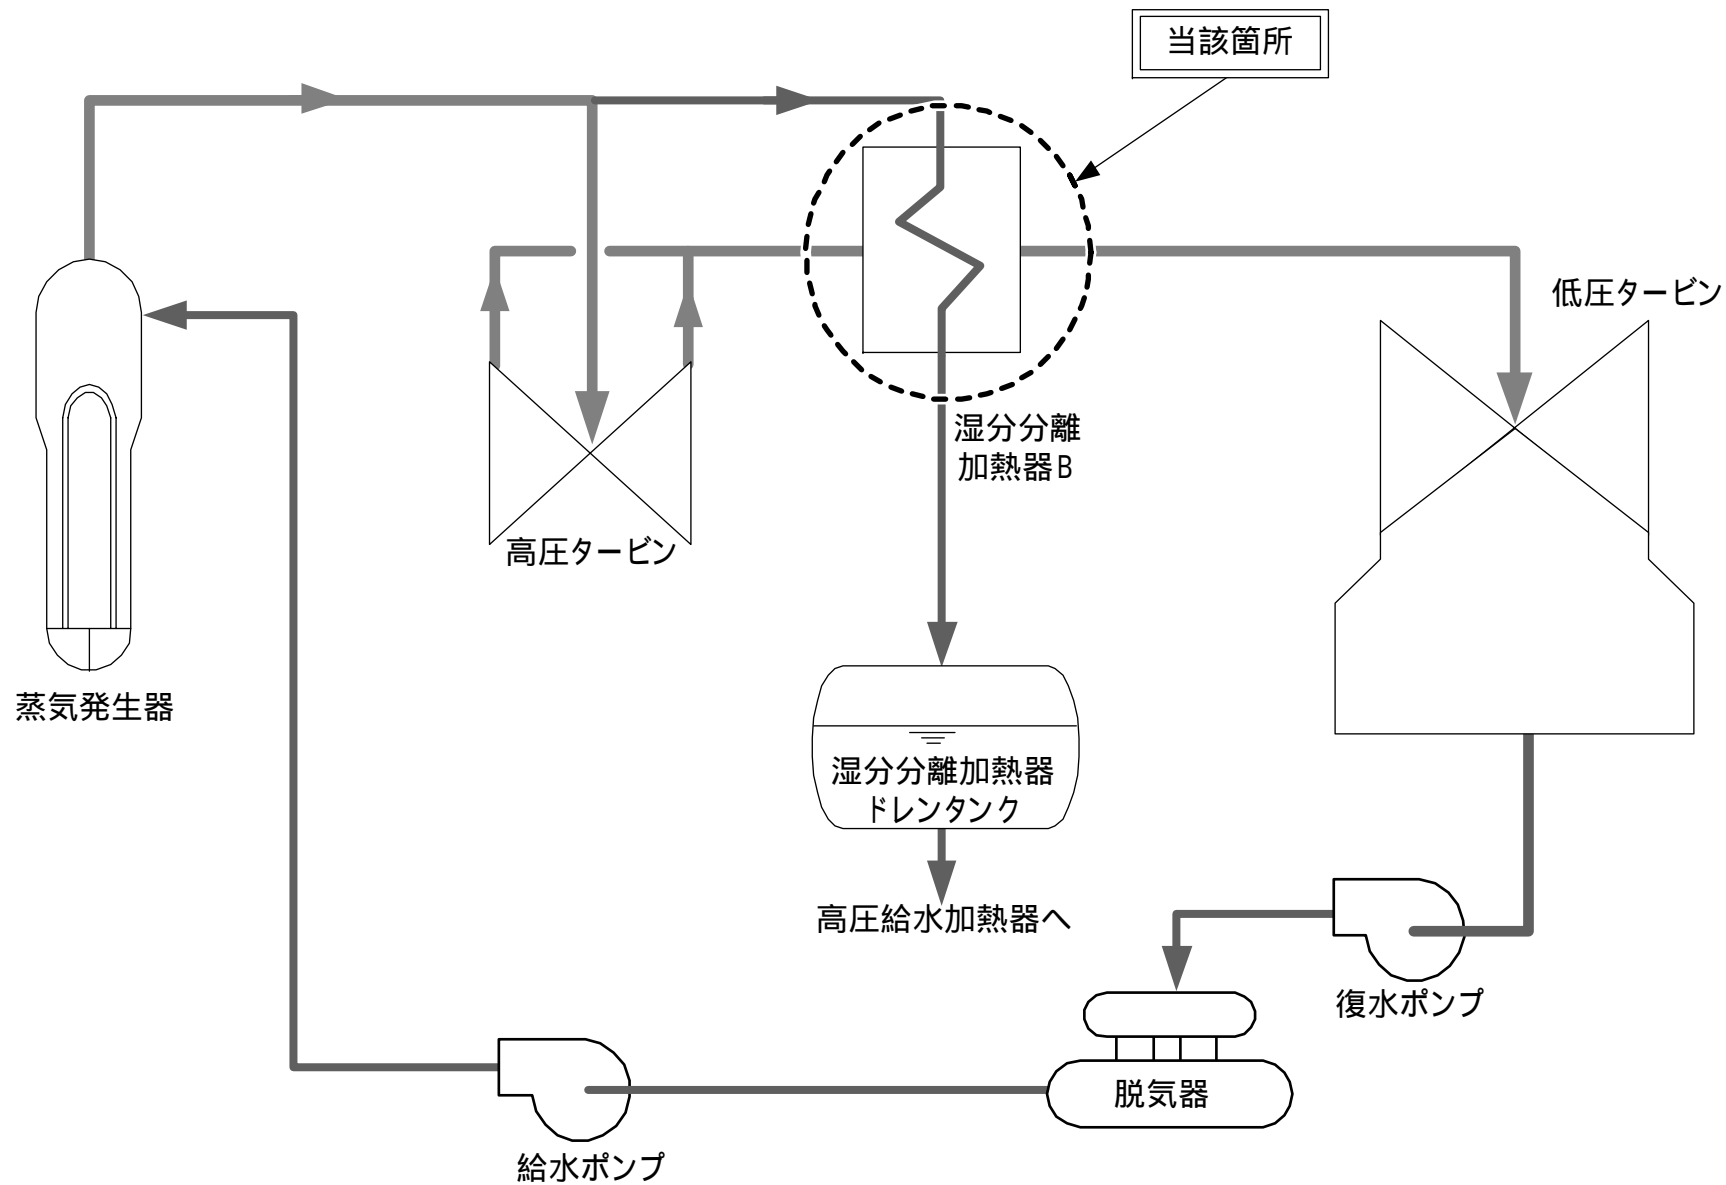 当該箇所
低圧タービン
湿分分離
加熱器B
高圧タービン
蒸気発生器
湿分分離加熱器
ドレンタンク
高圧給水加熱器へ
復水ポンプ
脱気器
給水ポンプ